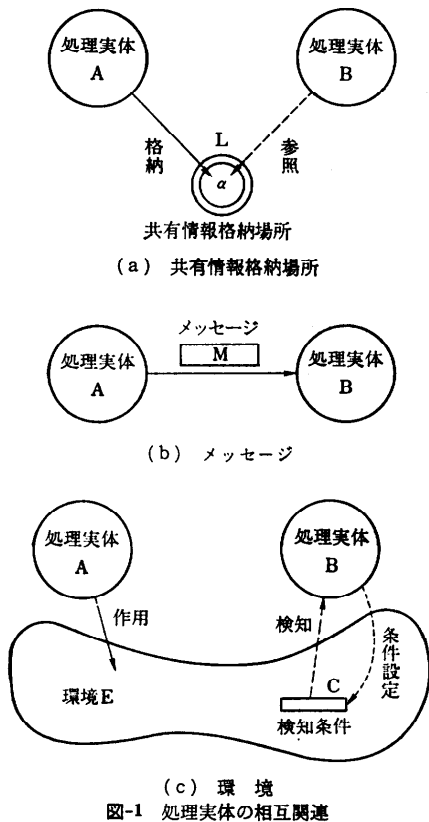 処理実体
A
処理実体
B
格納
L
参照
α
共有情報格納場所
(a) 共有情報格納場所
メッセージ
処理実体
A
M
処理実体
B
(b) メッセージ
処理実体
A
処理実体
B
作用
検知
条件設定
環境E
C
検知条件
(c) 環 境
図-1 処理実体の相互関連